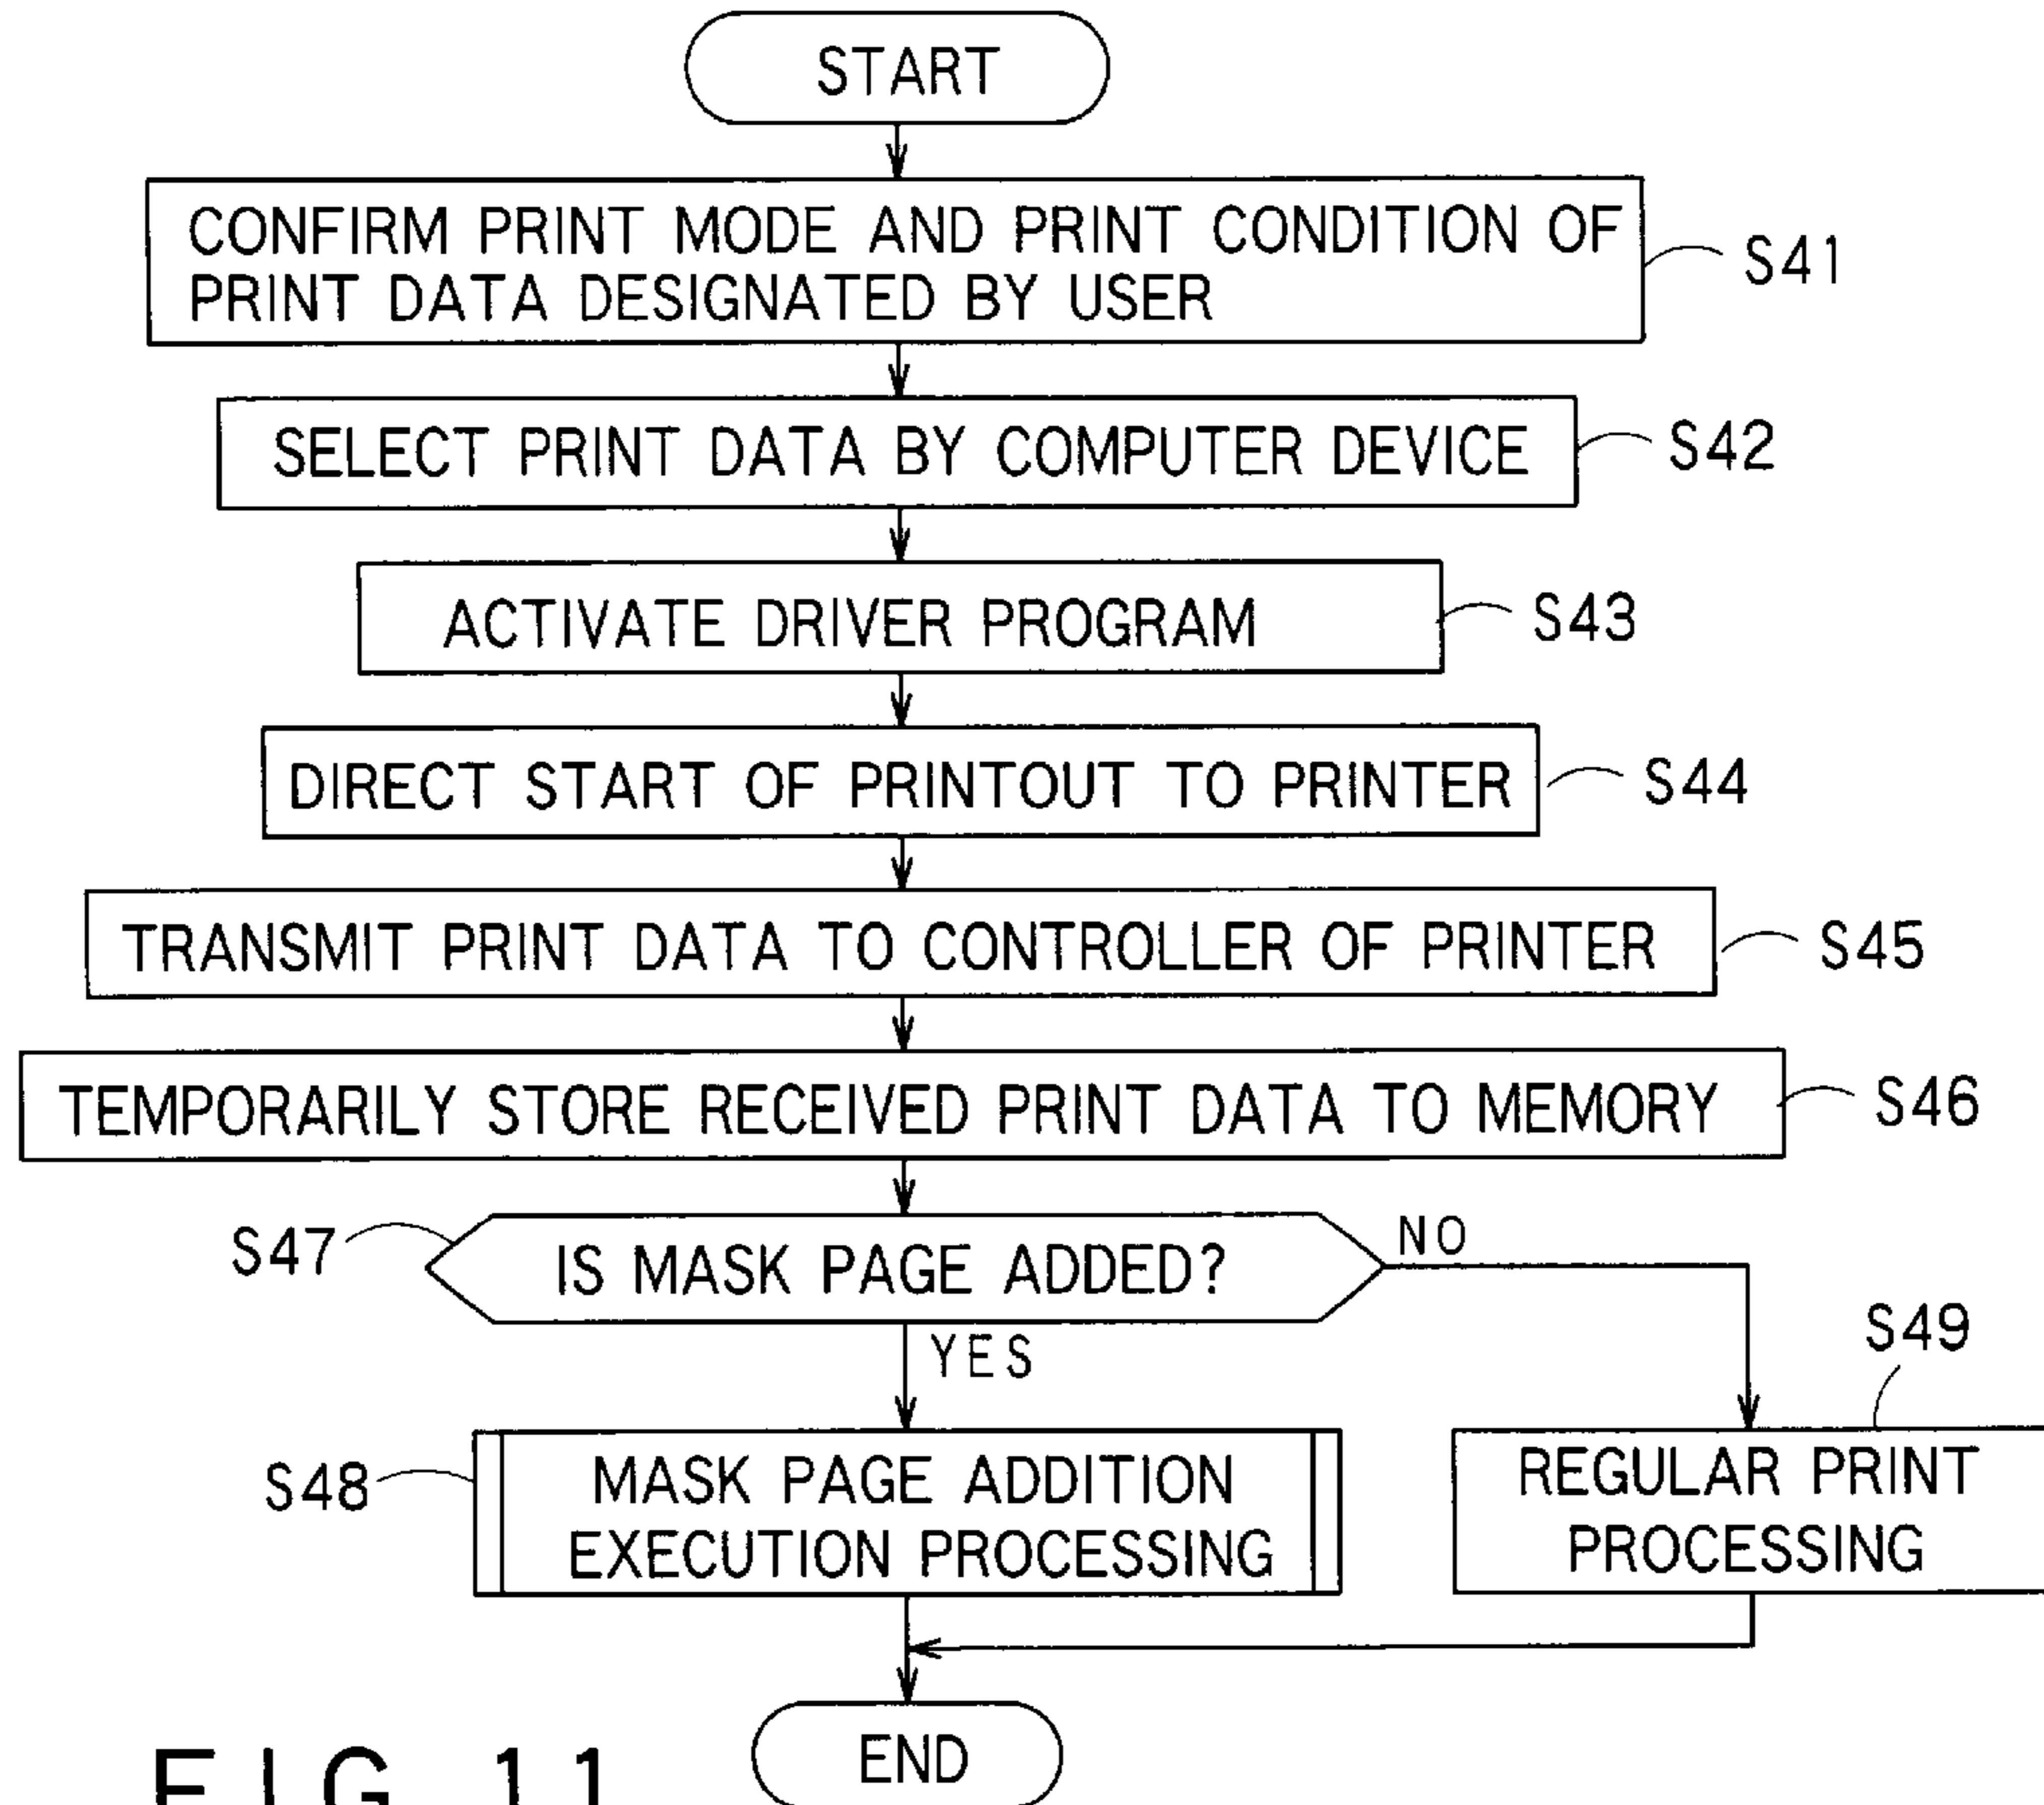 START
CONFIRM PRINT MODE AND PRINT CONDITION OF
PRINT DATA DESIGNATED BY USER
S41
SELECT PRINT DATA BY COMPUTER DEVICE
S42
ACTIVATE DRIVER PROGRAM
S43
DIRECT START OF PRINTOUT TO PRINTER
S44
TRANSMIT PRINT DATA TO CONTROLLER OF PRINTER
S45
TEMPORARILY STORE RECEIVED PRINT DATA TO MEMORY
S46
S47
IS MASK PAGE ADDED?
NO
YES
S48
MASK PAGE ADDITION
EXECUTION PROCESSING
S49
REGULAR PRINT
PROCESSING
END
FIG 11